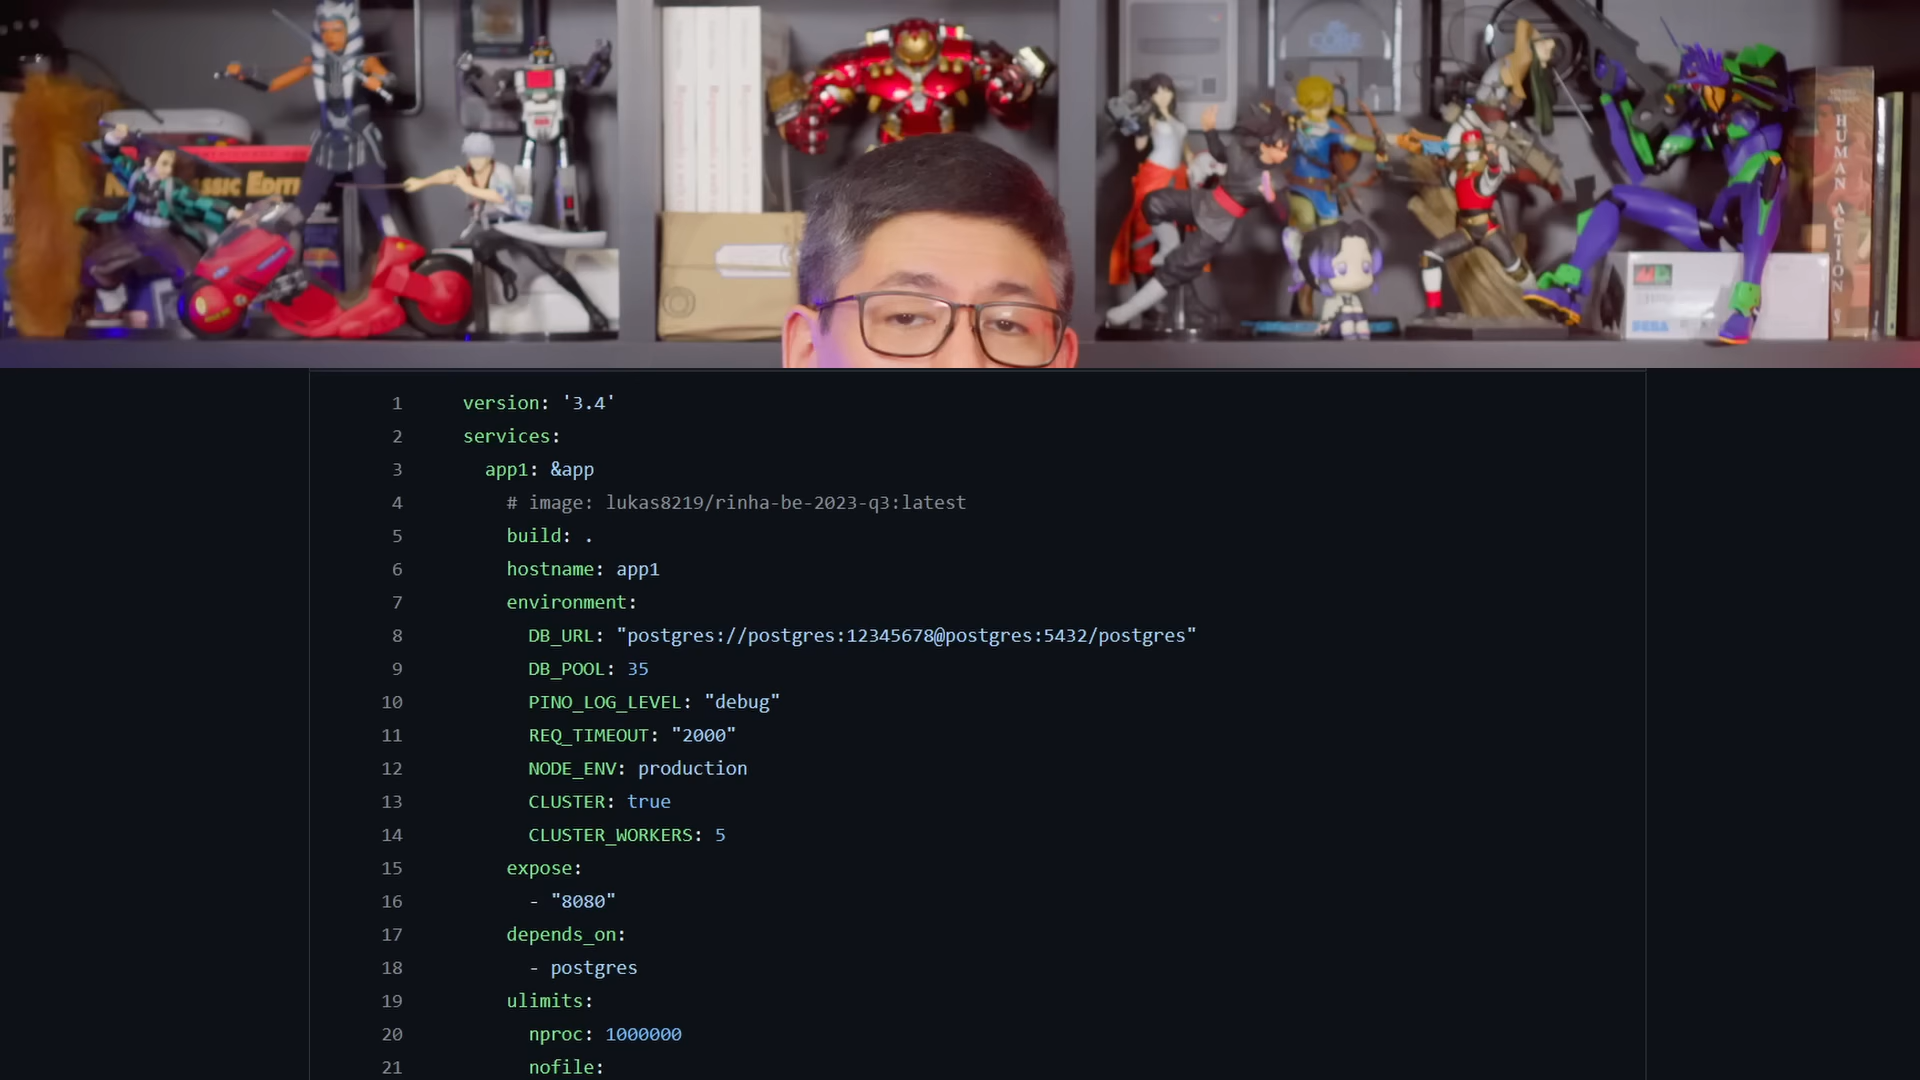 HUMAN ACTION
SEGA
1 version: '3.4'
2 services:
3 app1: &app
4 # image: lukas8219/rinha-be-2023-q3:latest
5 build: .
6 hostname: app1
7 environment:
8 DB_URL: "postgres://postgres:12345678@postgres:5432/postgres"
9 DB_POOL: 35
10 PINO_LOG_LEVEL: "debug"
11 REQ_TIMEOUT: "2000"
12 NODE_ENV: production
13 CLUSTER: true
14 CLUSTER_WORKERS: 5
15 expose:
16 - "8080"
17 depends_on:
18 - postgres
19 ulimits:
20 nproc: 1000000
21 nofile: